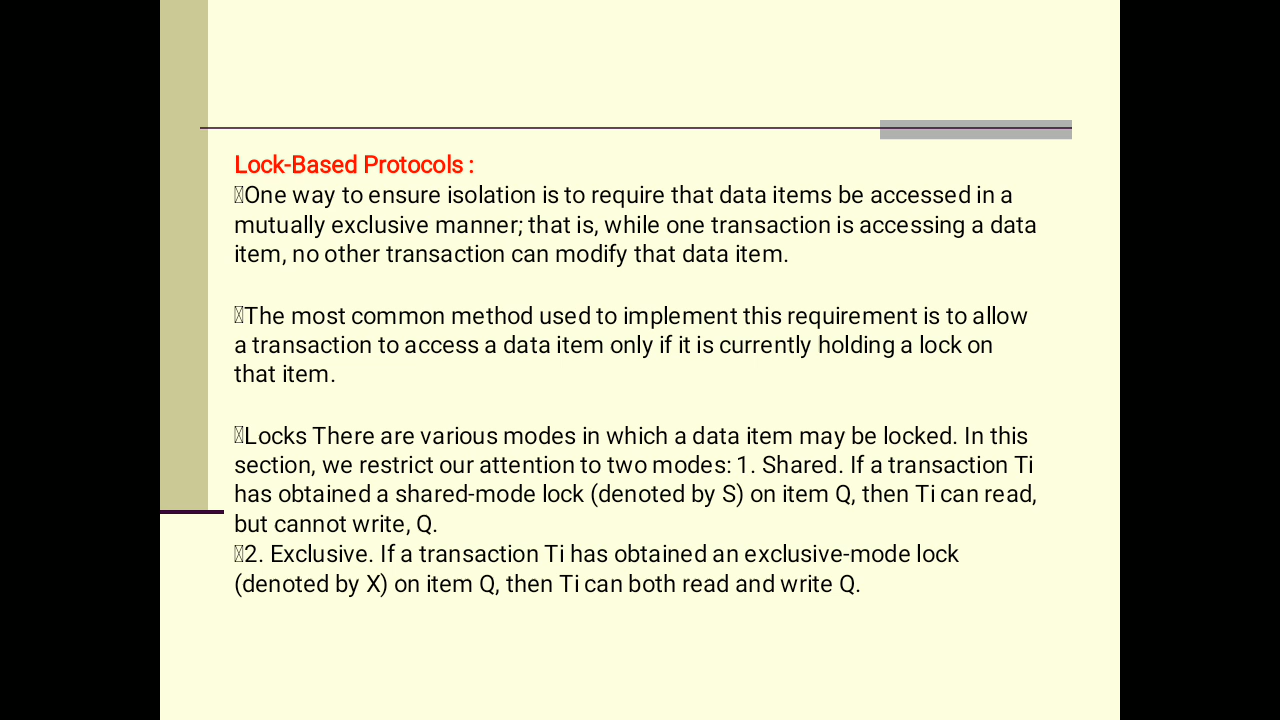 Lock-Based Protocols :
One way to ensure isolation is to require that data items be accessed in a
mutually exclusive manner; that is, while one transaction is accessing a data
item, no other transaction can modify that data item.
The most common method used to implement this requirement is to allow
a transaction to access a data item only if it is currently holding a lock on
that item.
Locks There are various modes in which a data item may be locked. In this
section, we restrict our attention to two modes: 1. Shared. If a transaction Ti
has obtained a shared-mode lock (denoted by S) on item Q, then Ti can read,
but cannot write, Q.
2. Exclusive. If a transaction Ti has obtained an exclusive-mode lock
(denoted by X) on item Q, then Ti can both read and write Q.